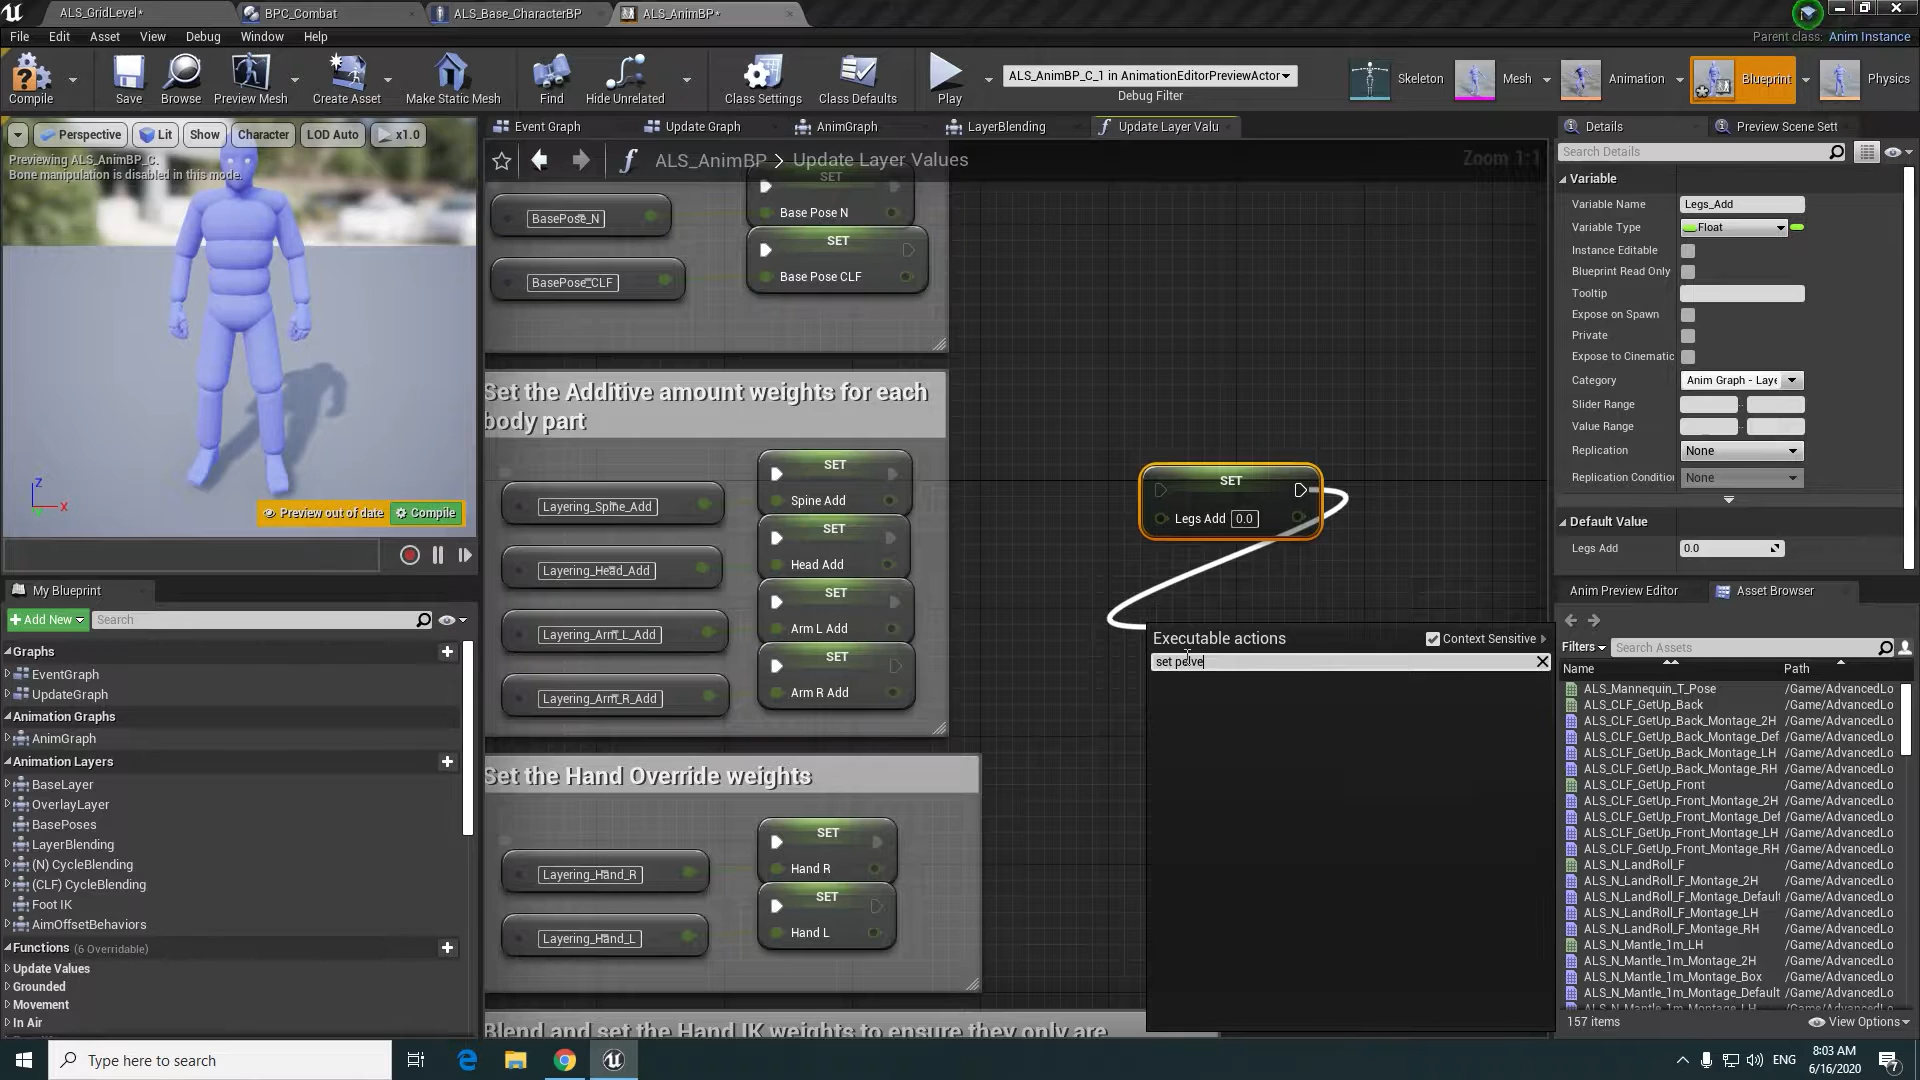 ALS_GridLevel*
BPC_Combat
ALS_Base_CharacterBP
ALS_AnimBP*
File Edit Asset View Debug Window Help
Parent class: Anim Instance
Compile
Save
Browse
Preview Mesh
Create Asset
Make Static Mesh
Find
Hide Unrelated
Class Settings
Class Defaults
Play
ALS_AnimBP_C_1 in AnimationEditorPreviewActor
Debug Filter
Skeleton
Mesh
Animation
Blueprint
Physics
Perspective
Lit
Show
Character
LOD Auto
x1.0
Previewing ALS_AnimBP_C.
Bone manipulation is disabled in this mode.
Z
X
Preview out of date
Compile
Event Graph
Update Graph
AnimGraph
LayerBlending
Update Layer Valu
ALS_AnimBP > Update Layer Values
Zoom 1:1
BasePose_N
SET
Base Pose N
BasePose_CLF
SET
Base Pose CLF
Set the Additive amount weights for each
body part
Layering_Spine_Add
SET
Spine Add
Layering_Head_Add
SET
Head Add
Layering_Arm_L_Add
SET
Arm L Add
Layering_Arm_R_Add
SET
Arm R Add
Set the Hand Override weights
Layering_Hand_R
SET
Hand R
Layering_Hand_L
SET
Hand L
Blend and set the Hand IK weights to ensure they only are
SET
Legs Add 0.0
Executable actions
Context Sensitive
set pelve
My Blueprint
Add New
Search
Graphs
EventGraph
UpdateGraph
Animation Graphs
AnimGraph
Animation Layers
BaseLayer
OverlayLayer
BasePoses
LayerBlending
(N) CycleBlending
(CLF) CycleBlending
Foot IK
AimOffsetBehaviors
Functions (6 Overridable)
Update Values
Grounded
Movement
In Air
Details
Preview Scene Sett
Search Details
Variable
Variable Name Legs_Add
Variable Type Float
Instance Editable
Blueprint Read Only
Tooltip
Expose on Spawn
Private
Expose to Cinematic
Category Anim Graph - Laye
Slider Range
Value Range
Replication None
Replication Condition None
Default Value
Legs Add 0.0
Anim Preview Editor
Asset Browser
Filters
Search Assets
Name Path
ALS_Mannequin_T_Pose /Game/AdvancedLo
ALS_CLF_GetUp_Back /Game/AdvancedLo
ALS_CLF_GetUp_Back_Montage_2H /Game/AdvancedLo
ALS_CLF_GetUp_Back_Montage_Def /Game/AdvancedLo
ALS_CLF_GetUp_Back_Montage_LH /Game/AdvancedLo
ALS_CLF_GetUp_Back_Montage_RH /Game/AdvancedLo
ALS_CLF_GetUp_Front /Game/AdvancedLo
ALS_CLF_GetUp_Front_Montage_2H /Game/AdvancedLo
ALS_CLF_GetUp_Front_Montage_Def /Game/AdvancedLo
ALS_CLF_GetUp_Front_Montage_LH /Game/AdvancedLo
ALS_CLF_GetUp_Front_Montage_RH /Game/AdvancedLo
ALS_N_LandRoll_F /Game/AdvancedLo
ALS_N_LandRoll_F_Montage_2H /Game/AdvancedLo
ALS_N_LandRoll_F_Montage_Default /Game/AdvancedLo
ALS_N_LandRoll_F_Montage_LH /Game/AdvancedLo
ALS_N_LandRoll_F_Montage_RH /Game/AdvancedLo
ALS_N_Mantle_1m_LH /Game/AdvancedLo
ALS_N_Mantle_1m_Montage_2H /Game/AdvancedLo
ALS_N_Mantle_1m_Montage_Box /Game/AdvancedLo
ALS_N_Mantle_1m_Montage_Default /Game/AdvancedLo
ALS_N_Mantle_1m_Montage_LH /Game/AdvancedLo
157 items
View Options
Type here to search
ENG
8:03 AM
6/16/2020
7